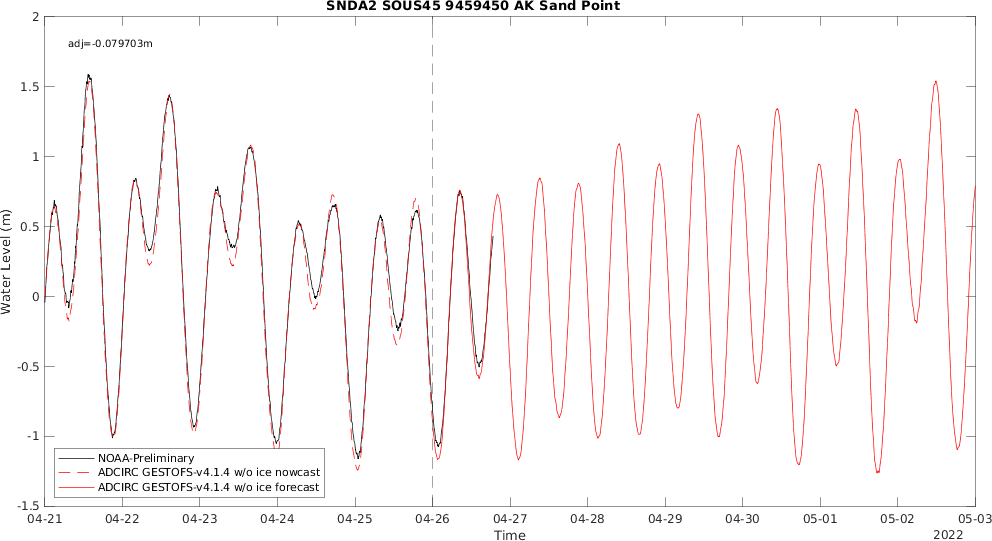 SNDA2 SOUS45 9459450 AK Sand Point
adj=-0.079703m
Water Level (m)
2
1.5
1
0.5
0
-0.5
-1
-1.5
NOAA-Preliminary
ADCIRC GESTOFS-v4.1.4 w/o ice nowcast
ADCIRC GESTOFS-v4.1.4 w/o ice forecast
04-21 04-22 04-23 04-24 04-25 04-26 04-27 04-28 04-29 04-30 05-01 05-02 05-03
Time
2022